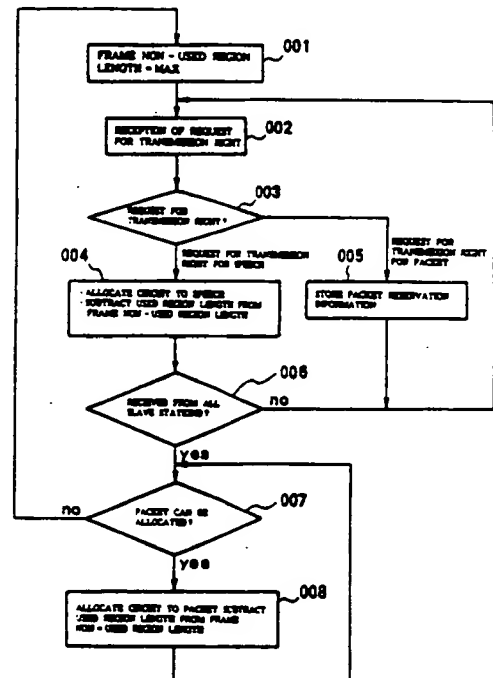 001
FRAME NON-USED REGION
LENGTH-MAX
002
RECEPTION OF REQUEST
FOR TRANSMISSION RIGHT
003
REQUEST FOR
TRANSMISSION RIGHT?
004
REQUEST FOR TRANSMISSION
RIGHT FOR SPEECH
REQUEST FOR
TRANSMISSION RIGHT
FOR PACKET
005
· ALLOCATE CIRCUIT TO SPEECH
· SUBTRACT USED REGION LENGTH FROM
FRAME NON-USED REGION LENGTH
STORE PACKET RESERVATION
INFORMATION
006
RECEIVED FROM ALL
SLAVE STATIONS?
no
yes
007
no
PACKET CAN BE
ALLOCATED?
yes
008
ALLOCATE CIRCUIT TO PACKET SUBTRACT
USED REGION LENGTH FROM FRAME
NON-USED REGION LENGTH